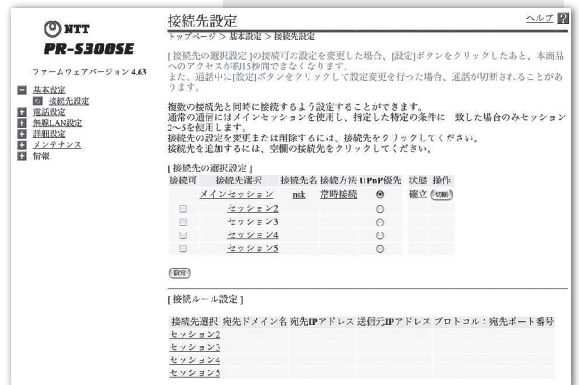 NTT
PR-S300SE
ファームウェアバージョン 4.63
基本設定
接続先設定
電話設定
無線LAN設定
詳細設定
メンテナンス
情報
接続先設定
ヘルプ ?
トップページ > 基本設定 > 接続先設定
[ 接続先の選択設定 ]の接続可の設定を変更した場合、[設定]ボタンをクリックしたあと、本商品
へのアクセスが約15秒間できなくなります。
また、通話中に[設定]ボタンをクリックして設定変更を行った場合、通話が切断されることがあ
ります。
複数の接続先と同時に接続するよう設定することができます。
通常の通信にはメインセッションを使用し、指定した特定の条件に 一致した場合のみセッション
2〜5を使用します。
接続先の設定を変更または削除するには、接続先をクリックしてください。
接続先を追加するには、空欄の接続先をクリックしてください。
[ 接続先の選択設定 ]
接続可 接続先選択 接続先名 接続方法 UPnP優先 状態 操作
メインセッション nsk 常時接続 確立 切断
セッション2
セッション3
セッション4
セッション5
設定
[ 接続ルール設定 ]
接続先選択 宛先ドメイン名 宛先IPアドレス 送信元IPアドレス プロトコル：宛先ポート番号
セッション2
セッション3
セッション4
セッション5